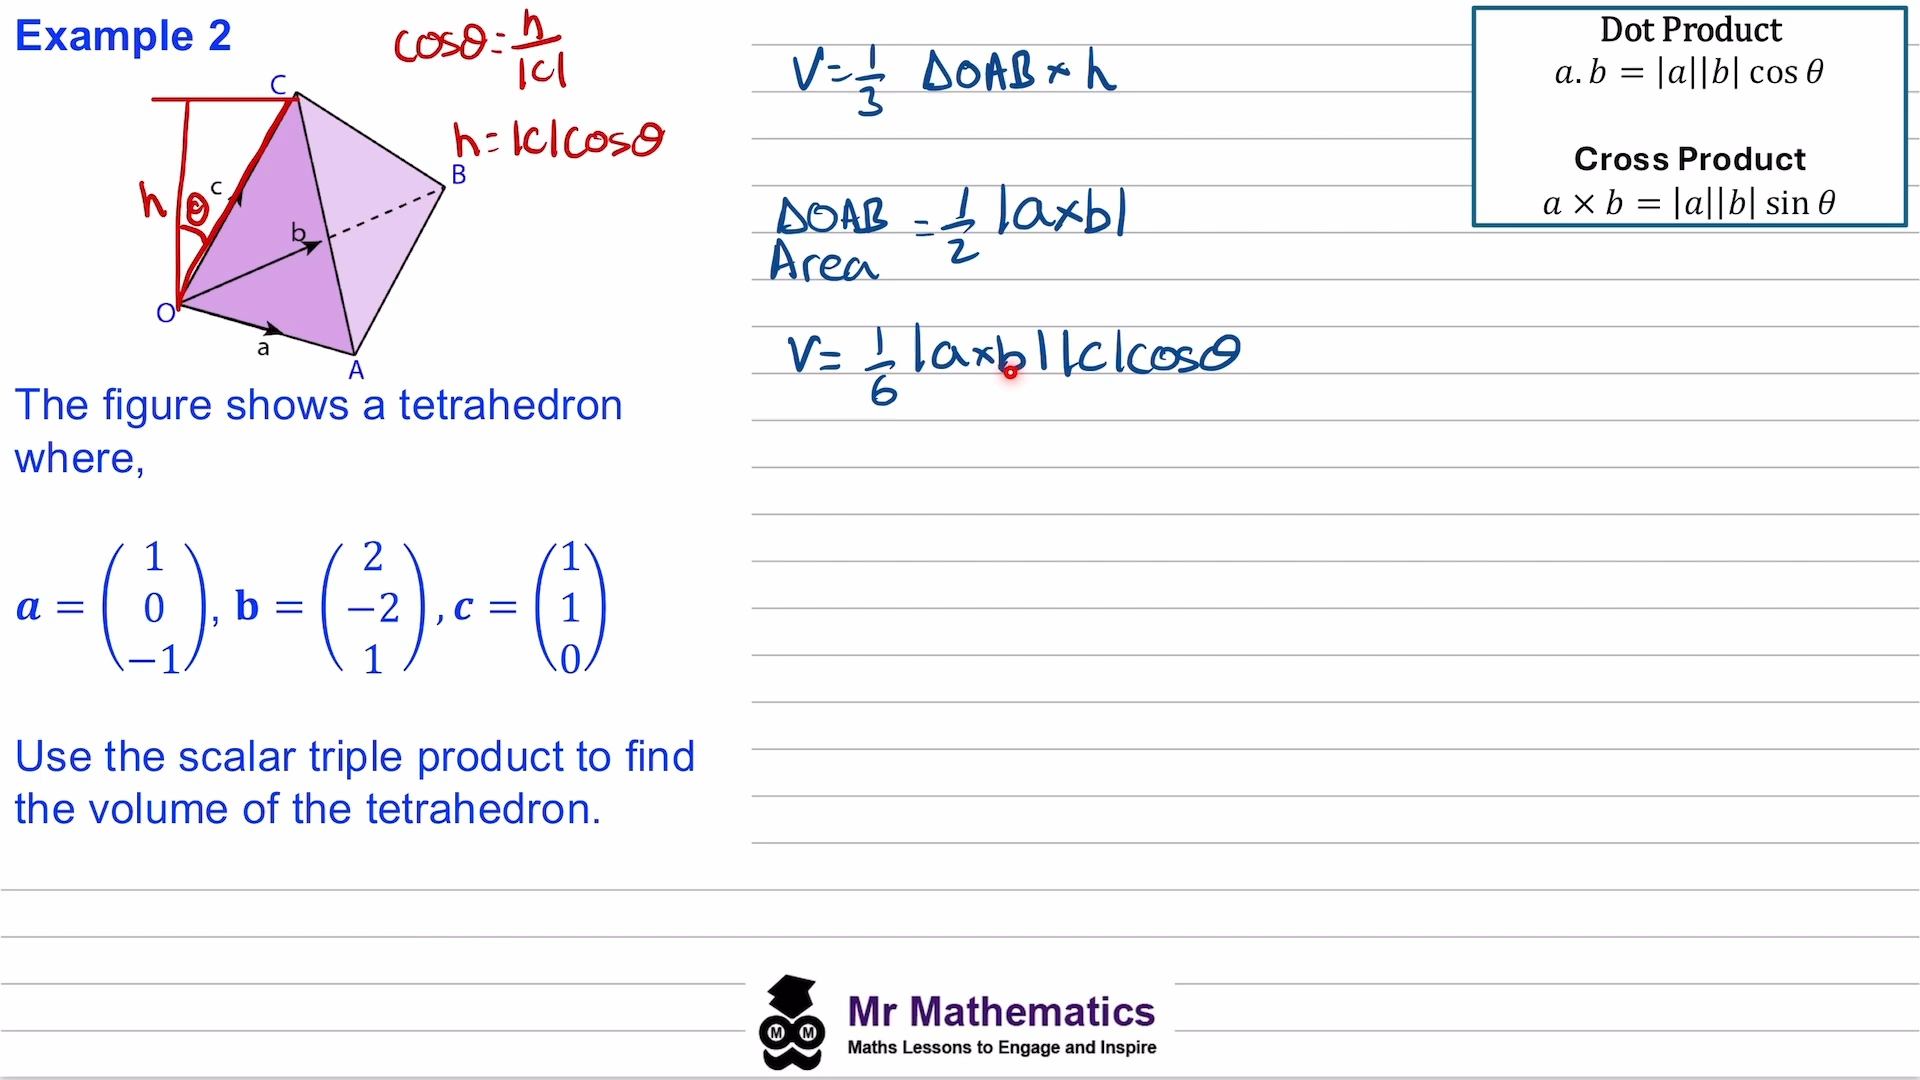 Example 2
cosθ = h/|c|
h = |c|cosθ
C
B
h
θ
c
b
O
a
A
The figure shows a tetrahedron
where,
a = (1 0 −1), b = (2 −2 1), c = (1 1 0)
Use the scalar triple product to find
the volume of the tetrahedron.
V = 1/3 ΔOAB × h
ΔOAB Area = 1/2 |a×b|
V = 1/6 |a×b||c|cosθ
Dot Product
a.b = |a||b| cos θ
Cross Product
a × b = |a||b| sin θ
M M
Mr Mathematics
Maths Lessons to Engage and Inspire